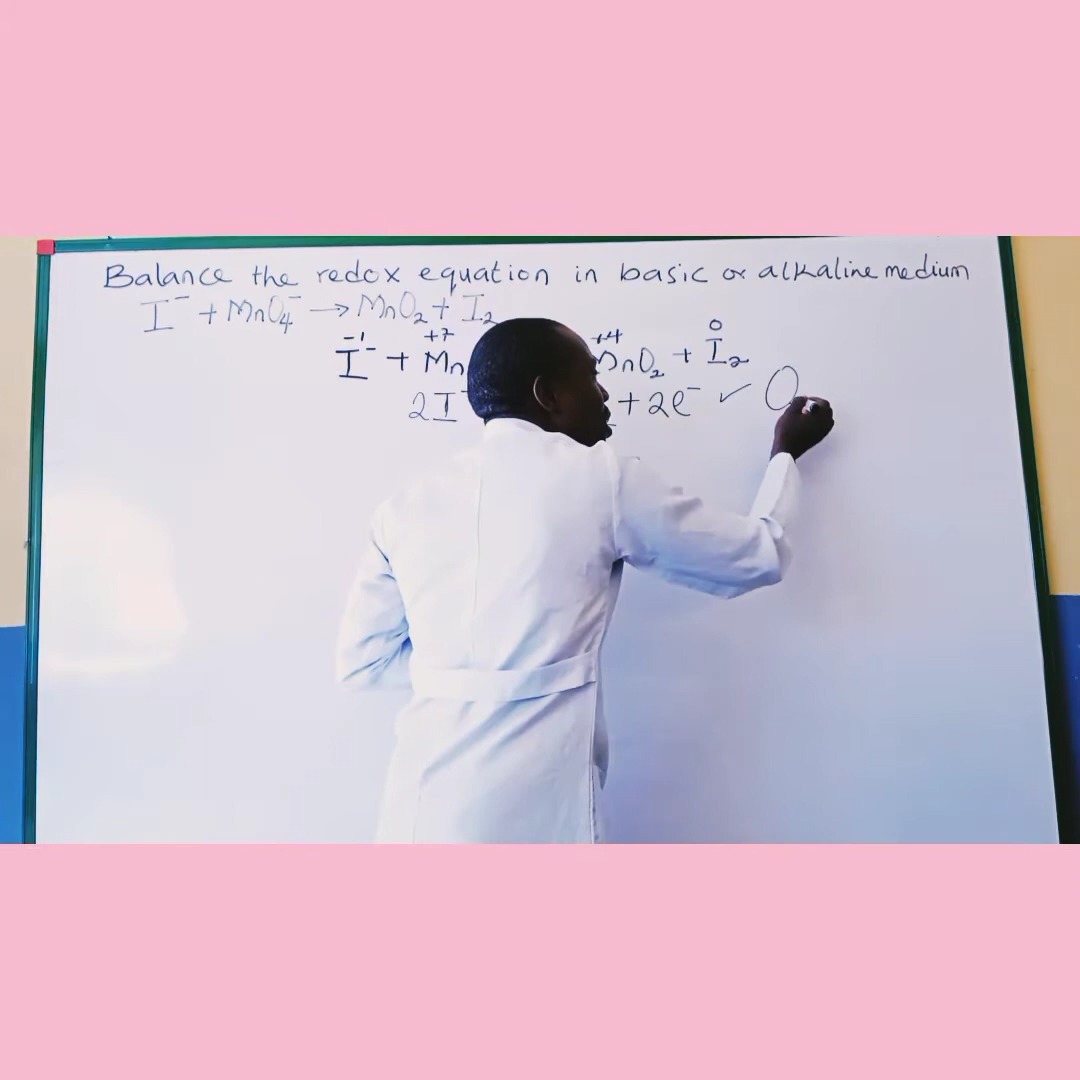 Balance the redox equation in basic or alkaline medium
I⁻ + MnO₄⁻ → MnO₂ + I₂
-1 +7 +4 0
I⁻ + Mn nO₂ + I₂
2I⁻ + 2e⁻ ✓ O